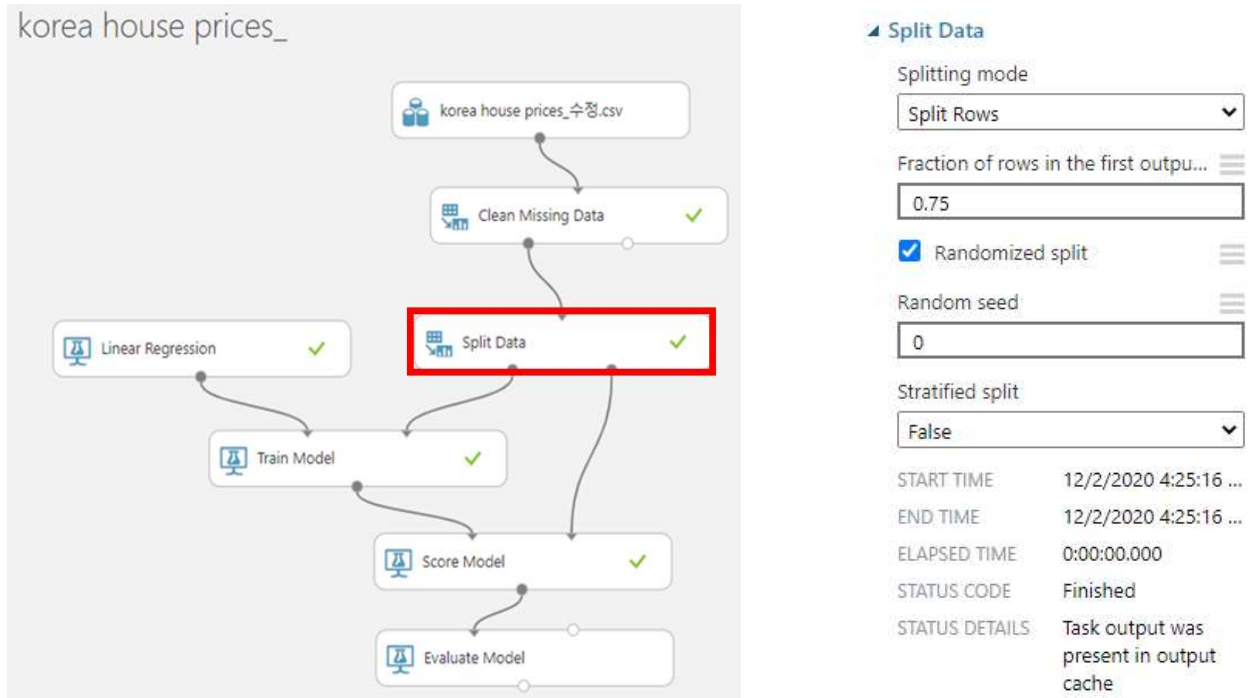 korea house prices_
korea house prices_수정.csv
Clean Missing Data
Linear Regression
Split Data
Train Model
Score Model
Evaluate Model
Split Data
Splitting mode
Split Rows
Fraction of rows in the first outpu...
0.75
Randomized split
Random seed
0
Stratified split
False
START TIME 12/2/2020 4:25:16 ...
END TIME 12/2/2020 4:25:16 ...
ELAPSED TIME 0:00:00.000
STATUS CODE Finished
STATUS DETAILS Task output was
present in output
cache